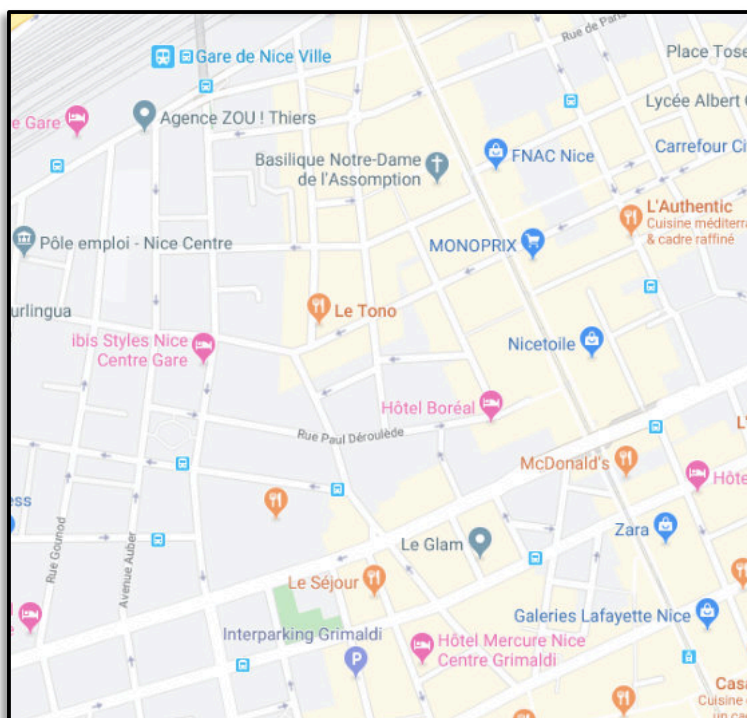 Rue de Paris
Gare de Nice Ville
Place Tose
e Gare
Agence ZOU ! Thiers
Lycée Albert C
Basilique Notre-Dame
de l'Assomption
FNAC Nice
Carrefour Ci
L'Authentic
Cuisine méditerra
& cadre raffiné
Pôle emploi - Nice Centre
MONOPRIX
urlingua
Le Tono
ibis Styles Nice
Centre Gare
Nicetoile
Hôtel Boréal
Rue Paul Déroulède
L'
McDonald's
Hôte
ess
Zara
Le Glam
Rue Gounod
Avenue Auber
Le Séjour
Galeries Lafayette Nice
Interparking Grimaldi
P
Hôtel Mercure Nice
Centre Grimaldi
Casa
Cuisine
un ca